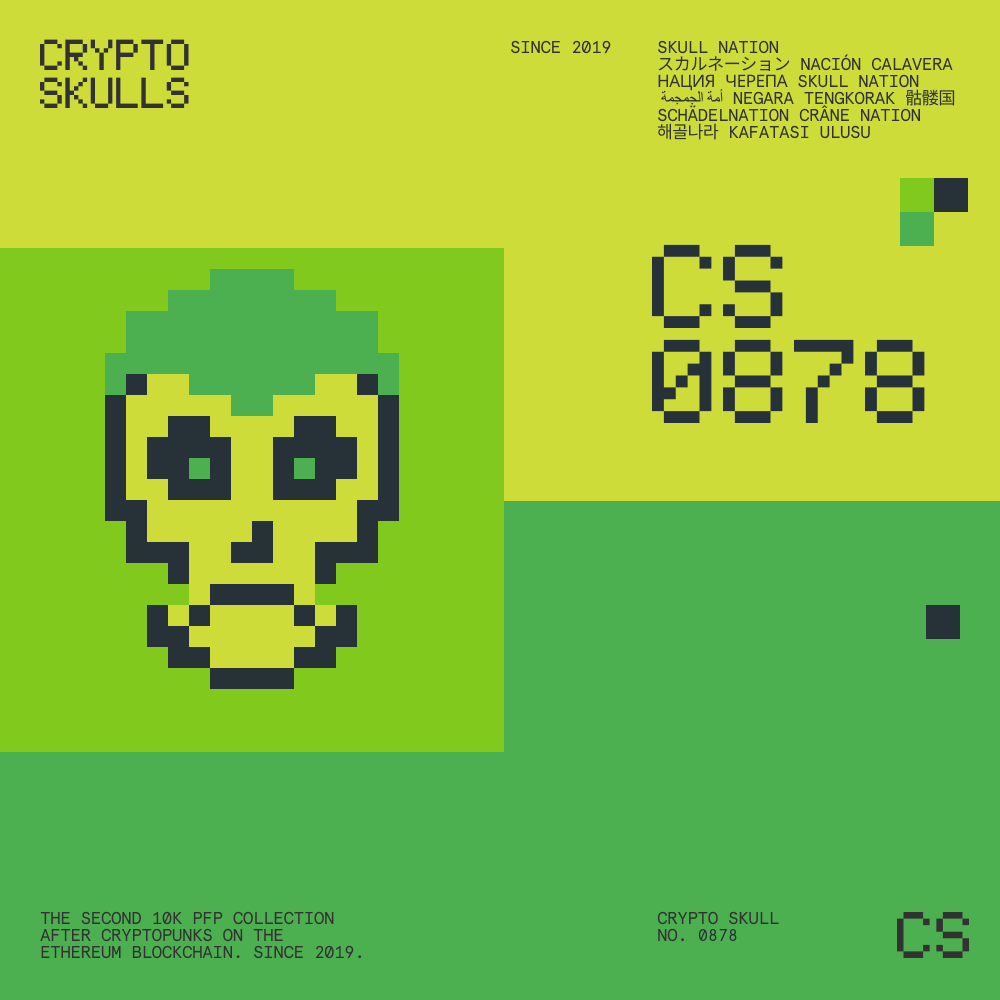 CRYPTO
SKULLS
SINCE 2019
SKULL NATION
スカルネーション NACIÓN CALAVERA
НАЦИЯ ЧЕРЕПА SKULL NATION
أمة الجمجمة NEGARA TENGKORAK 骷髅国
SCHÄDELNATION CRÂNE NATION
해골나라 KAFATASI ULUSU
CS
0878
THE SECOND 10K PFP COLLECTION
AFTER CRYPTOPUNKS ON THE
ETHEREUM BLOCKCHAIN. SINCE 2019.
CRYPTO SKULL
NO. 0878
CS